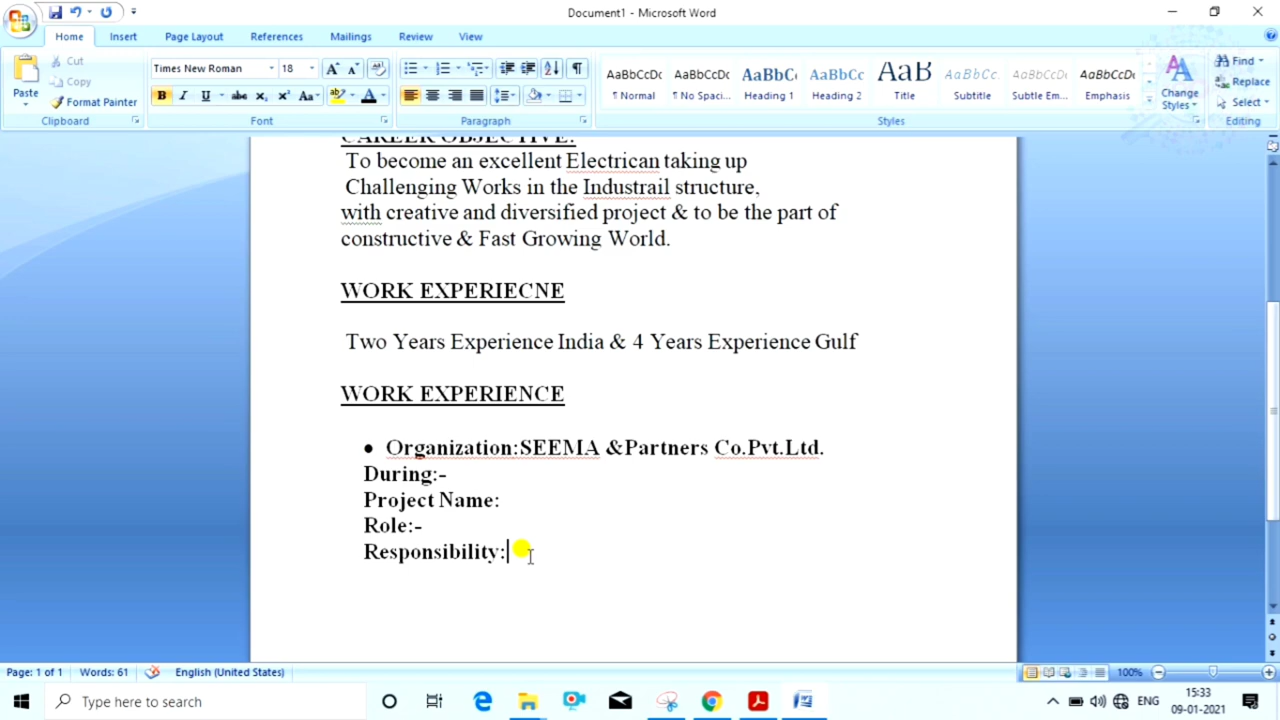 Document1 - Microsoft Word
Home Insert Page Layout References Mailings Review View
Paste
Cut
Copy
Format Painter
Clipboard
Times New Roman 18
Font
Paragraph
AaBbCcDc AaBbCcDc AaBbC AaBbCc AaB AaBbCc AaBbCcDc AaBbCcDc
¶ Normal ¶ No Spaci... Heading 1 Heading 2 Title Subtitle Subtle Em... Emphasis
Styles
Change Styles
Find
Replace
Select
Editing
CAREER OBJECTIVE:
To become an excellent Electrican taking up
Challenging Works in the Industrail structure,
with creative and diversified project & to be the part of
constructive & Fast Growing World.
WORK EXPERIECNE
Two Years Experience India & 4 Years Experience Gulf
WORK EXPERIENCE
• Organization:SEEMA &Partners Co.Pvt.Ltd.
During:-
Project Name:
Role:-
Responsibility:
Page: 1 of 1 Words: 61 English (United States) 100%
Type here to search
ENG
15:33
09-01-2021